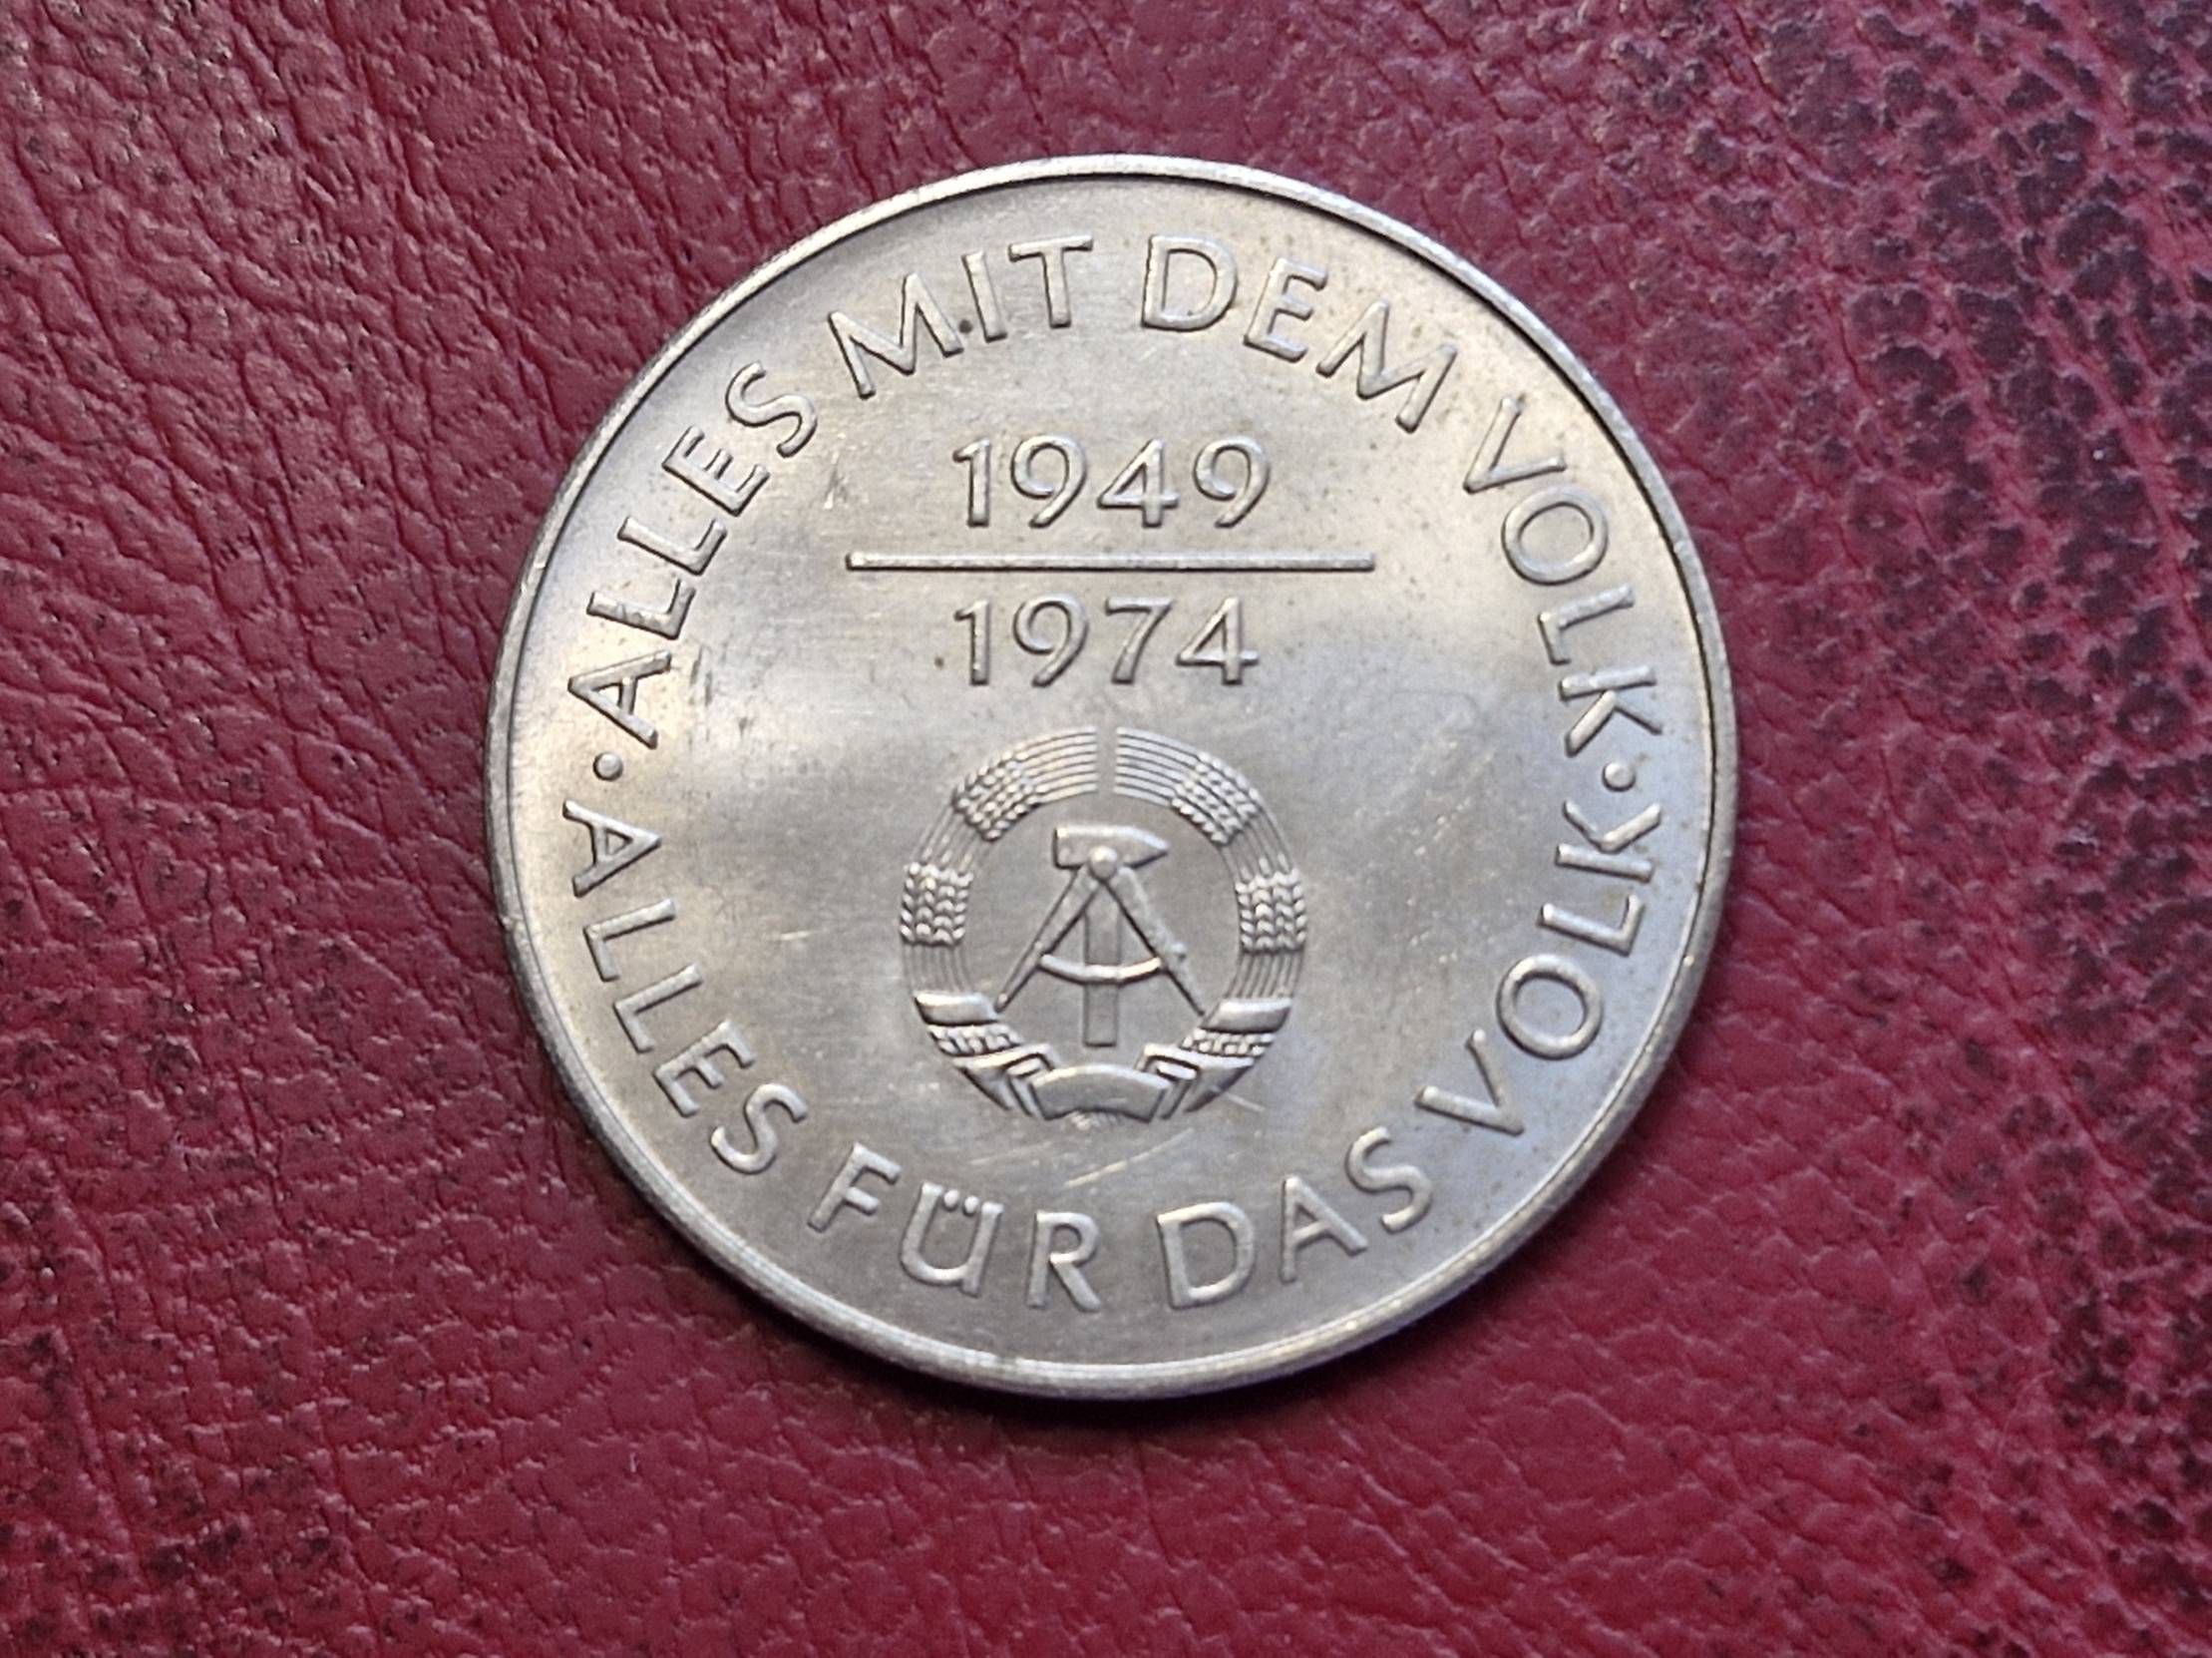 ·ALLES MIT DEM VOLK·
1949
1974
ALLES FÜR DAS VOLK